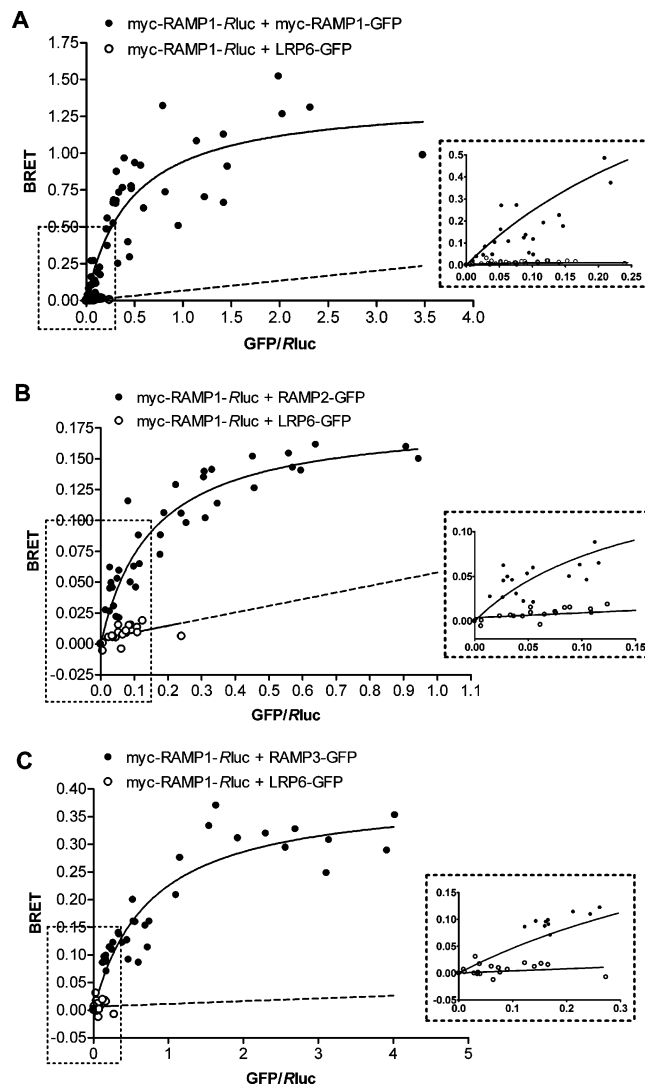 A
myc-RAMP1-Rluc + myc-RAMP1-GFP
myc-RAMP1-Rluc + LRP6-GFP
1.75
1.50
1.25
1.00
0.75
0.50
0.25
0.00
BRET
0.0 0.5 1.0 1.5 2.0 2.5 3.0 3.5 4.0
GFP/Rluc
0.5
0.4
0.3
0.2
0.1
0.0
0.00 0.05 0.10 0.15 0.20 0.25
B
myc-RAMP1-Rluc + RAMP2-GFP
myc-RAMP1-Rluc + LRP6-GFP
0.175
0.150
0.125
0.100
0.075
0.050
0.025
0.000
-0.025
BRET
0.0 0.1 0.2 0.3 0.4 0.5 0.6 0.7 0.8 0.9 1.0 1.1
GFP/Rluc
0.10
0.05
0.00
0.00 0.05 0.10 0.15
C
myc-RAMP1-Rluc + RAMP3-GFP
myc-RAMP1-Rluc + LRP6-GFP
0.40
0.35
0.30
0.25
0.20
0.15
0.10
0.05
0.00
-0.05
BRET
0 1 2 3 4 5
GFP/Rluc
0.15
0.10
0.05
0.00
-0.05
0.0 0.1 0.2 0.3